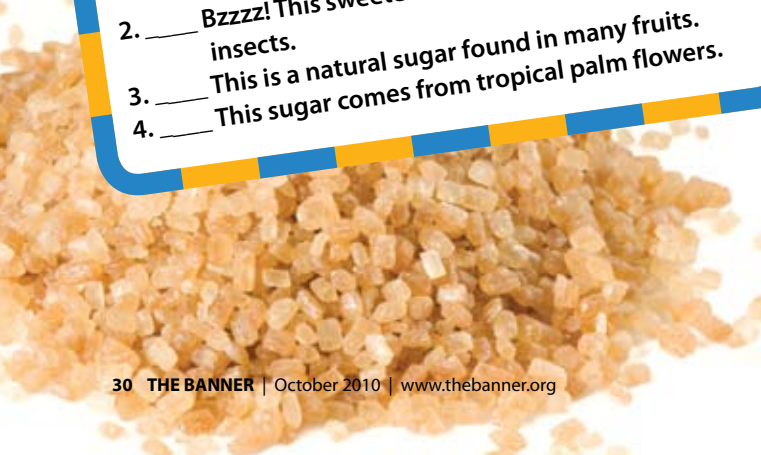 2. ____ Bzzzz! This
insects.
3. ____ This is a natural sugar found in many fruits.
4. ____ This sugar comes from tropical palm flowers.
30 THE BANNER | October 2010 | www.thebanner.org